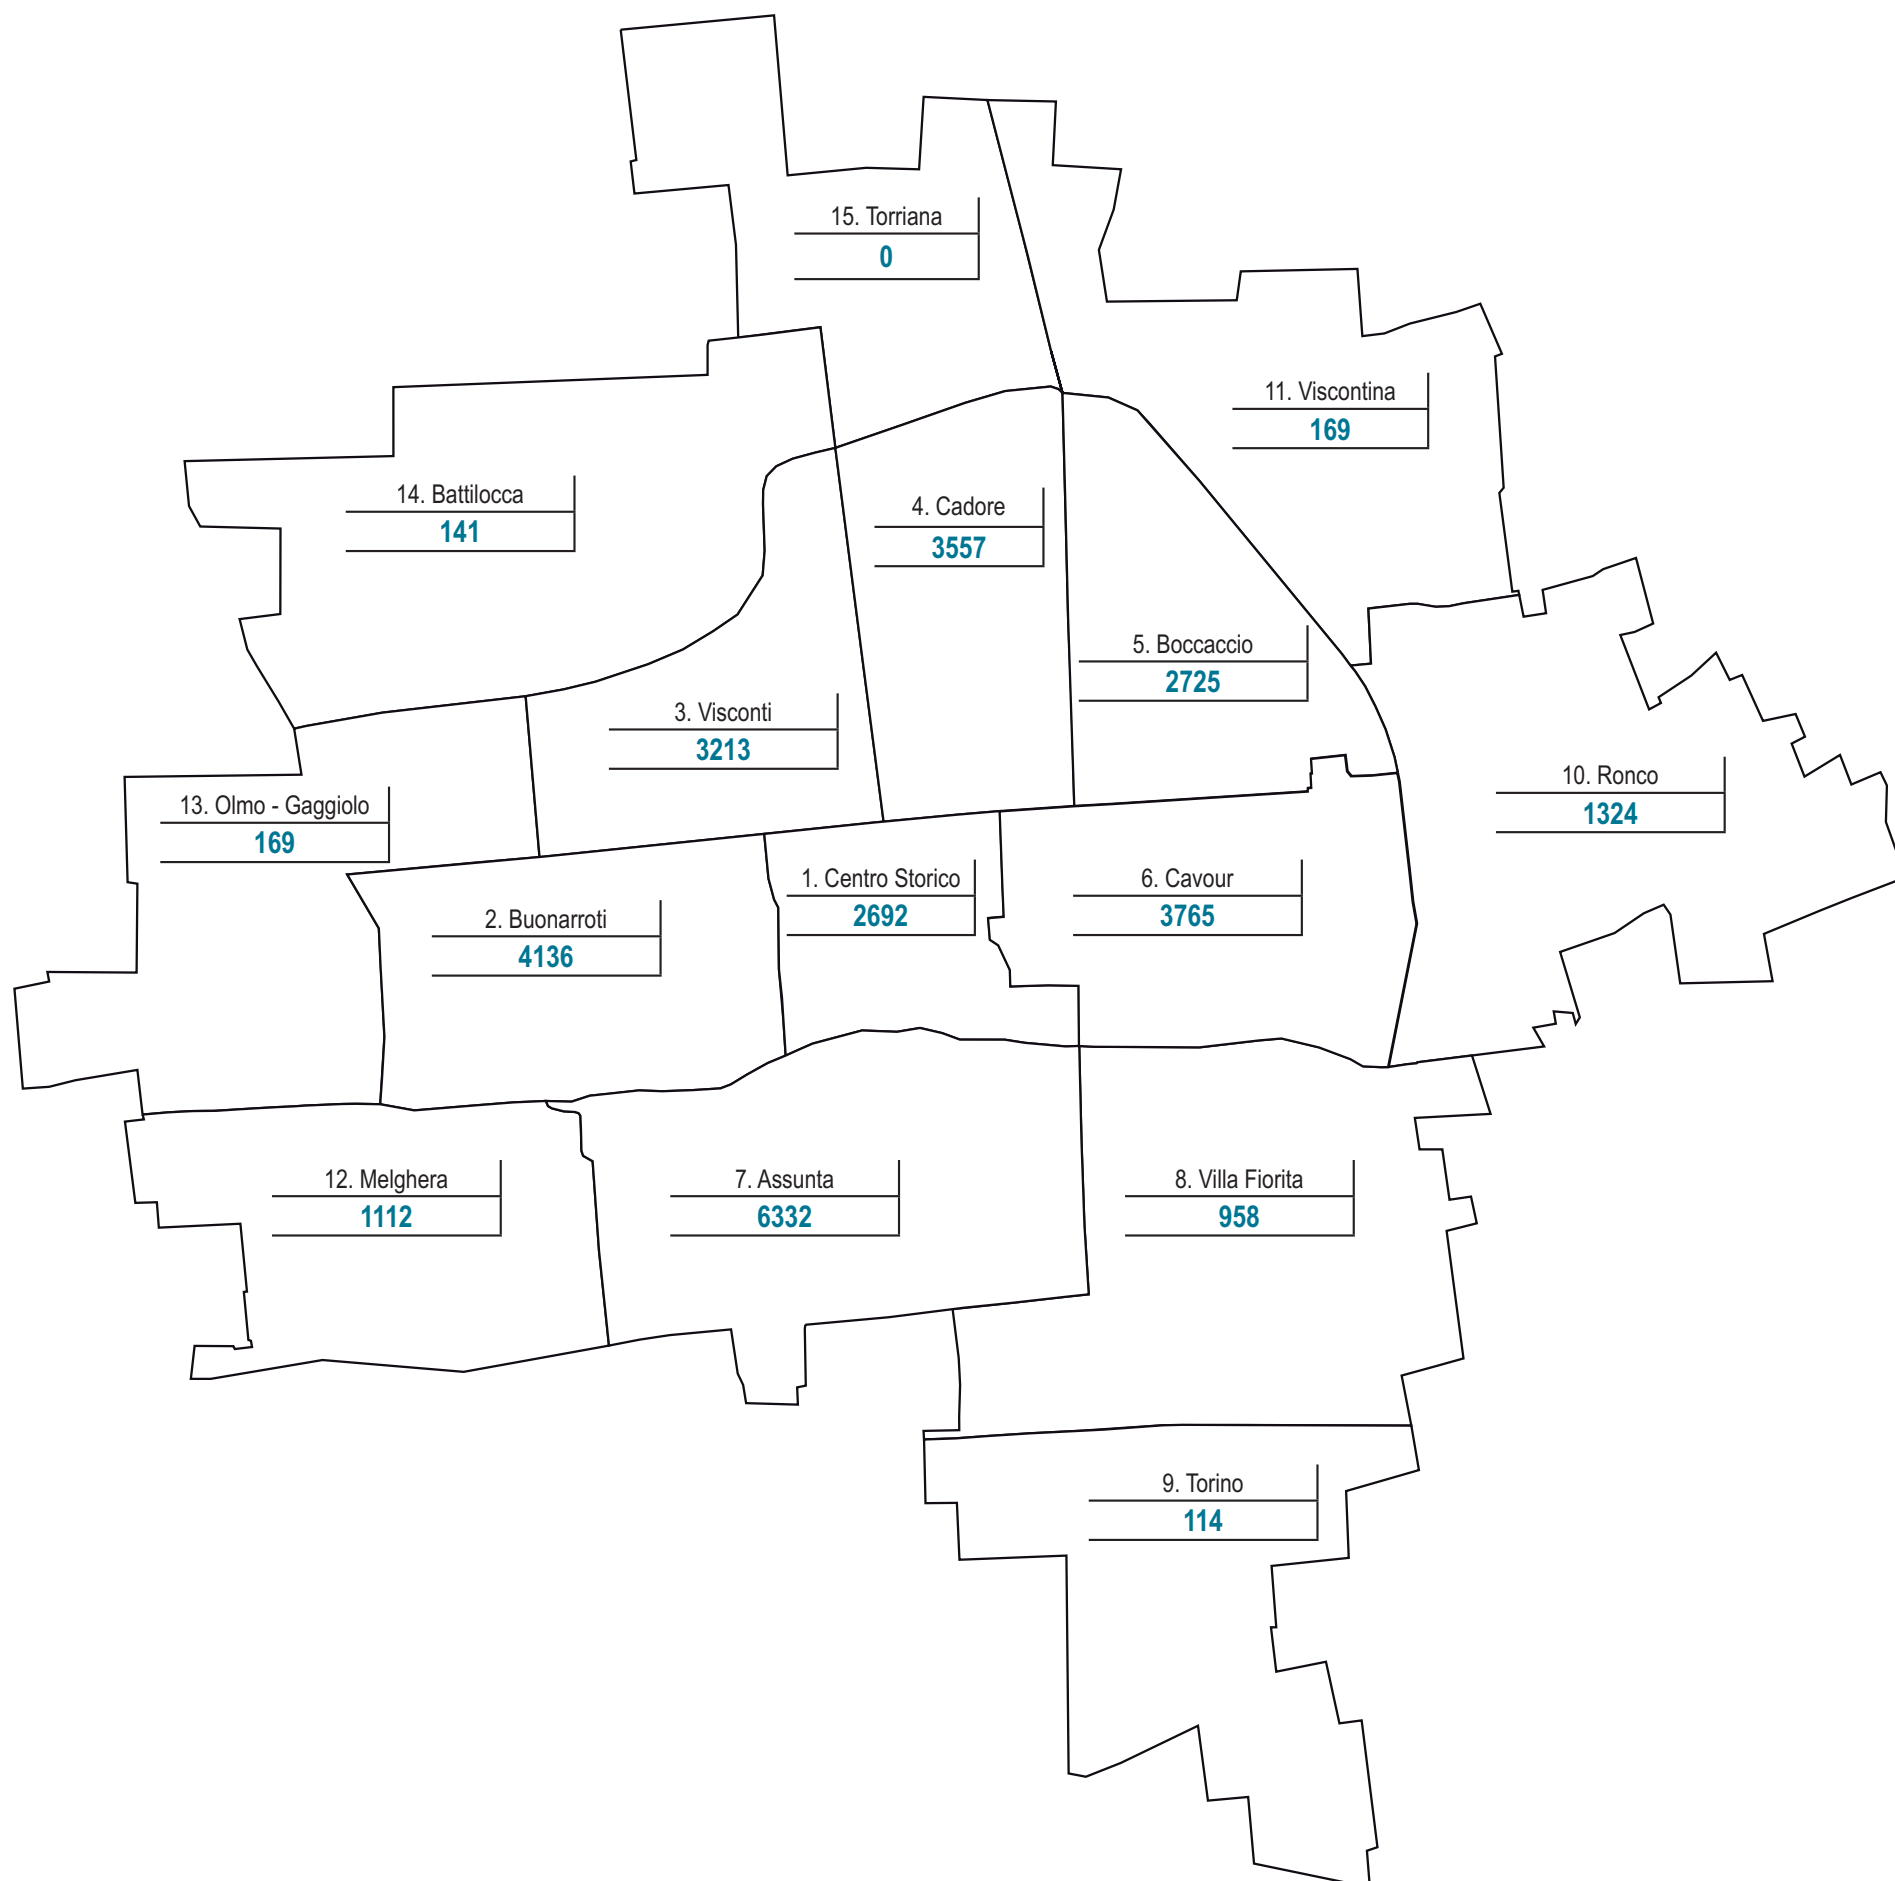 15. Torriana
0
11. Viscontina
169
14. Battilocca
141
4. Cadore
3557
5. Boccaccio
2725
3. Visconti
3213
10. Ronco
1324
13. Olmo - Gaggiolo
169
1. Centro Storico
2692
6. Cavour
3765
2. Buonarroti
4136
12. Melghera
1112
7. Assunta
6332
8. Villa Fiorita
958
9. Torino
114